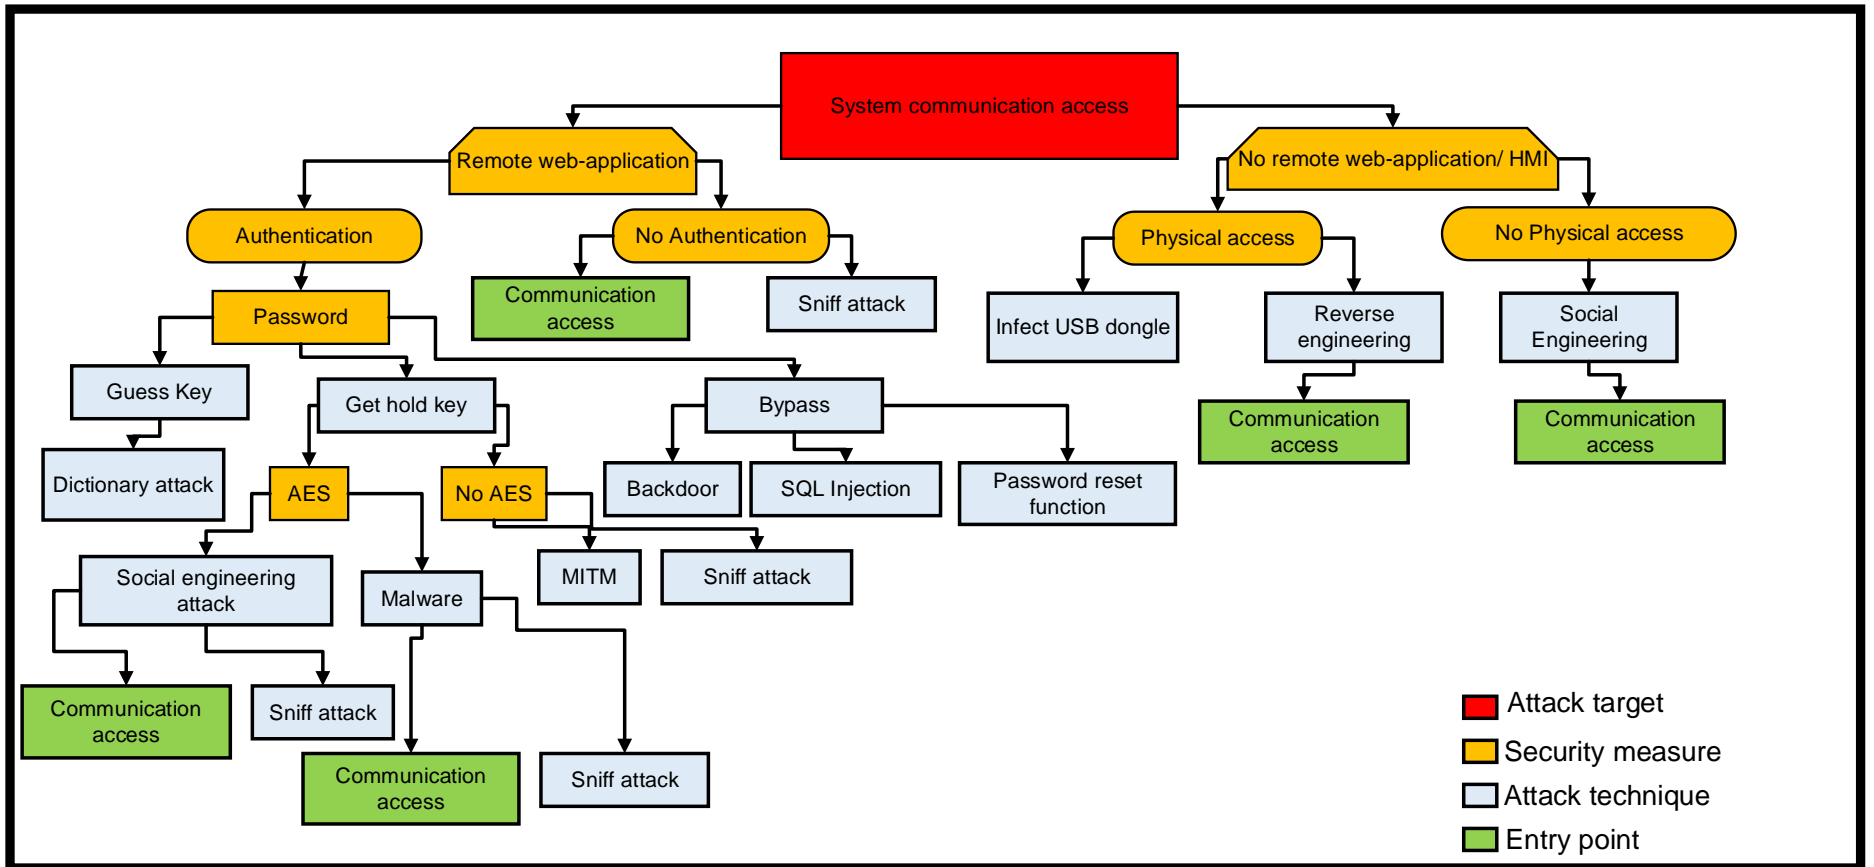 System communication access
Remote web-application
No remote web-application/ HMI
Authentication
No Authentication
Physical access
No Physical access
Password
Communication
access
Sniff attack
Infect USB dongle
Reverse
engineering
Social
Engineering
Guess Key
Get hold key
Bypass
Communication
access
Communication
access
Dictionary attack
AES
No AES
Backdoor
SQL Injection
Password reset
function
Social engineering
attack
Malware
MITM
Sniff attack
Communication
access
Sniff attack
Communication
access
Sniff attack
Attack target
Security measure
Attack technique
Entry point